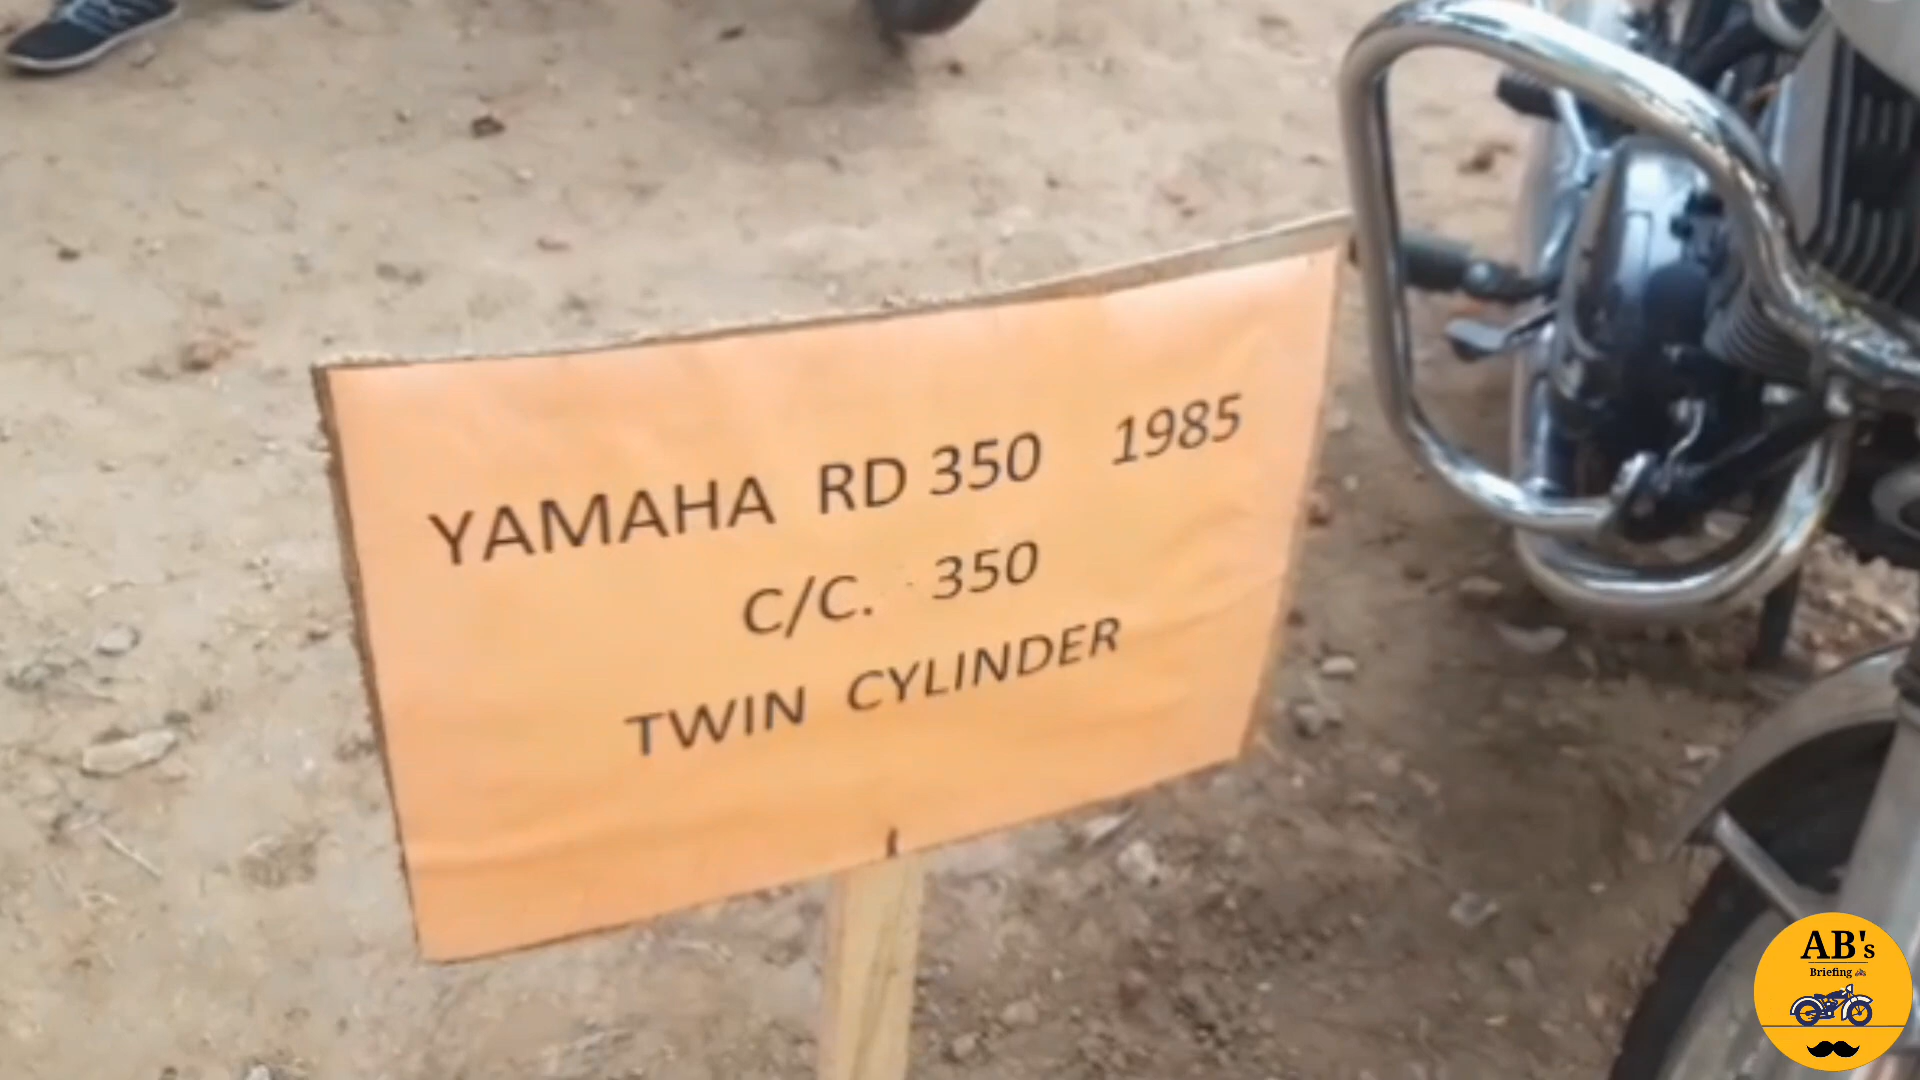 YAMAHA RD 350 1985
C/C. 350
TWIN CYLINDER
AB's
Briefing